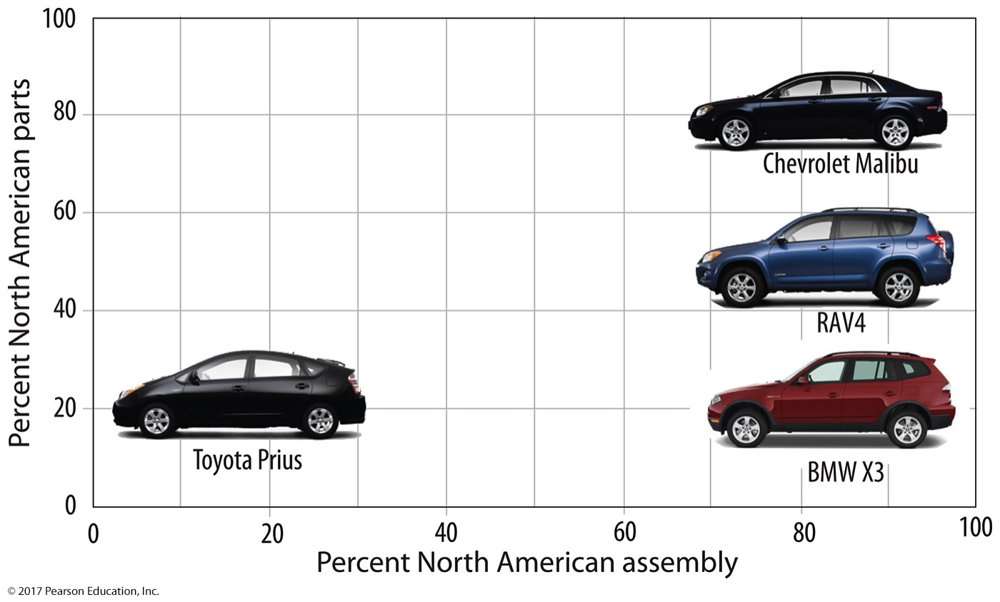 100
80
60
40
20
0
Percent North American parts
Chevrolet Malibu
RAV4
Toyota Prius
BMW X3
0 20 40 60 80 100
Percent North American assembly
© 2017 Pearson Education, Inc.